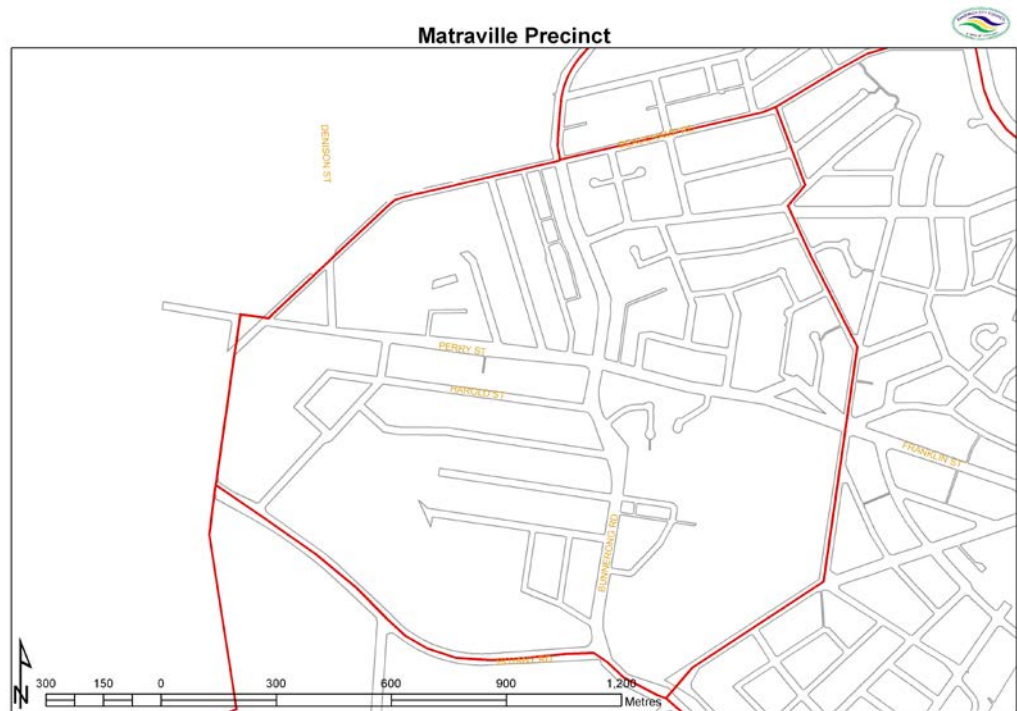 Matraville Precinct
DENISON ST
PERRY ST
HAROLD ST
FRANKLIN ST
BUNNERONG RD
N
300 150 0 300 600 900 1,200
Metres